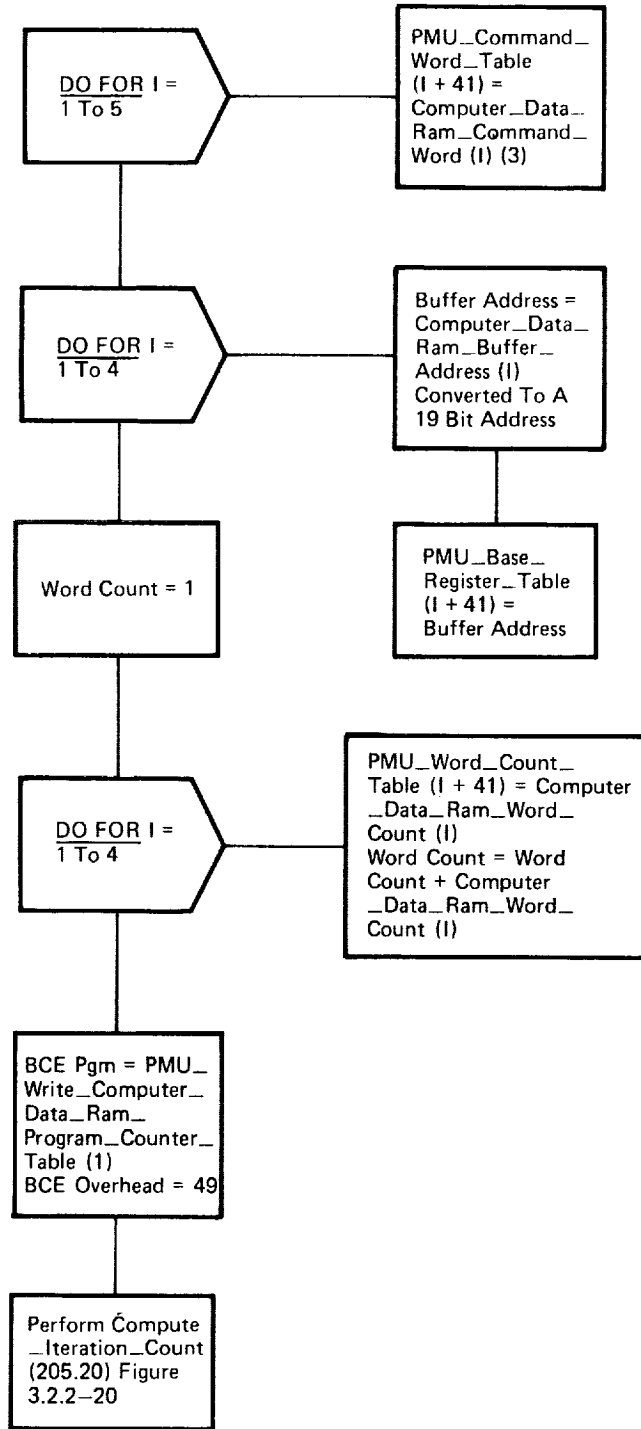 DO FOR I =
1 To 5
PMU_Command_
Word_Table
(I + 41) =
Computer_Data_
Ram_Command_
Word (I) (3)
DO FOR I =
1 To 4
Buffer Address =
Computer_Data_
Ram_Buffer_
Address (I)
Converted To A
19 Bit Address
PMU_Base_
Register_Table
(I + 41) =
Buffer Address
Word Count = 1
DO FOR I =
1 To 4
PMU_Word_Count_
Table (I + 41) = Computer
_Data_Ram_Word_
Count (I)
Word Count = Word
Count + Computer
_Data_Ram_Word_
Count (I)
BCE Pgm = PMU_
Write_Computer_
Data_Ram_
Program_Counter_
Table (1)
BCE Overhead = 49
Perform Compute
_Iteration_Count
(205.20) Figure
3.2.2–20